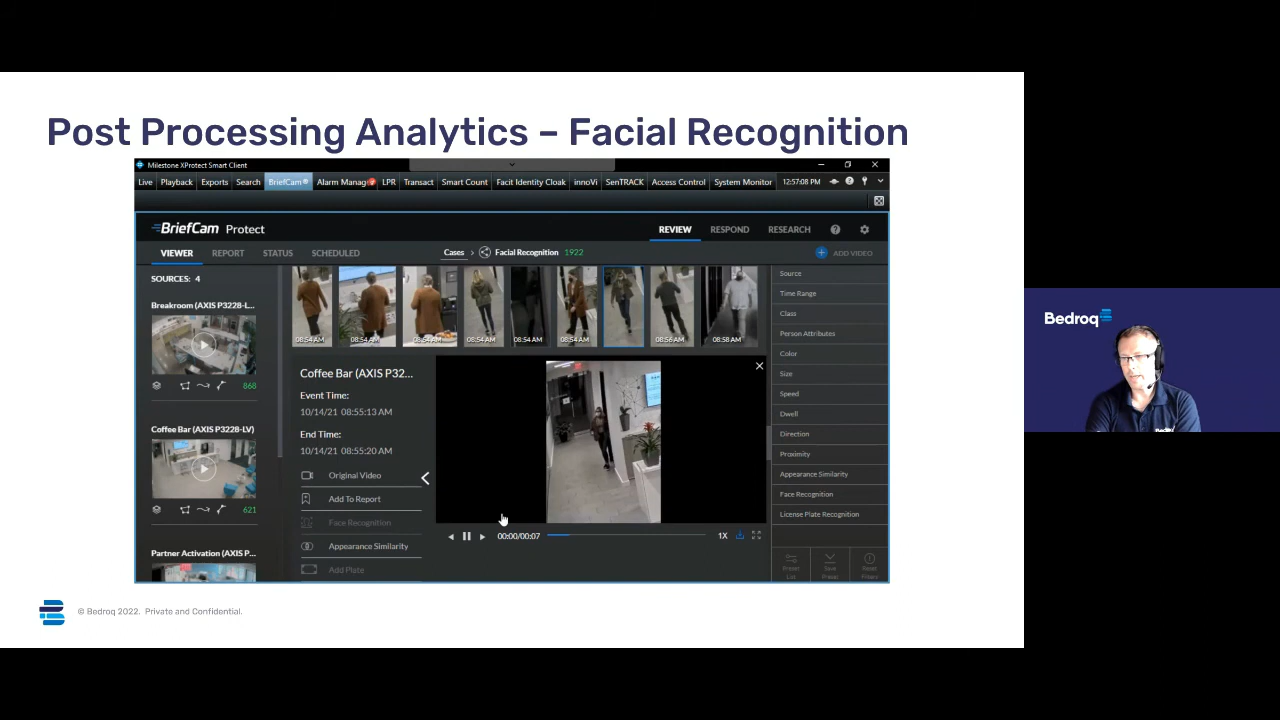 Post Processing Analytics – Facial Recognition
Milestone XProtect Smart Client
Live Playback Exports Search BriefCam Alarm Manag LPR Transact Smart Count Facit Identity Cloak innoVi SenTRACK Access Control System Monitor 12:57:08 PM
BriefCam Protect REVIEW RESPOND RESEARCH
VIEWER REPORT STATUS SCHEDULED Cases > Facial Recognition 1922 ADD VIDEO
SOURCES: 4
Breakroom (AXIS P3228-L...
868
Coffee Bar (AXIS P3228-LV)
621
Partner Activation (AXIS P...
08:54 AM 08:54 AM 08:54 AM 08:54 AM 08:54 AM 08:54 AM 08:56 AM 08:58 AM
Coffee Bar (AXIS P32...
Event Time:
10/14/21 08:55:13 AM
End Time:
10/14/21 08:55:20 AM
Original Video
Add To Report
Face Recognition
Appearance Similarity
Add Plate
00:00/00:07 1X
Source
Time Range
Class
Person Attributes
Color
Size
Speed
Dwell
Direction
Proximity
Appearance Similarity
Face Recognition
License Plate Recognition
Preset List
Save Preset
Reset Filters
Bedroq
© Bedroq 2022. Private and Confidential.